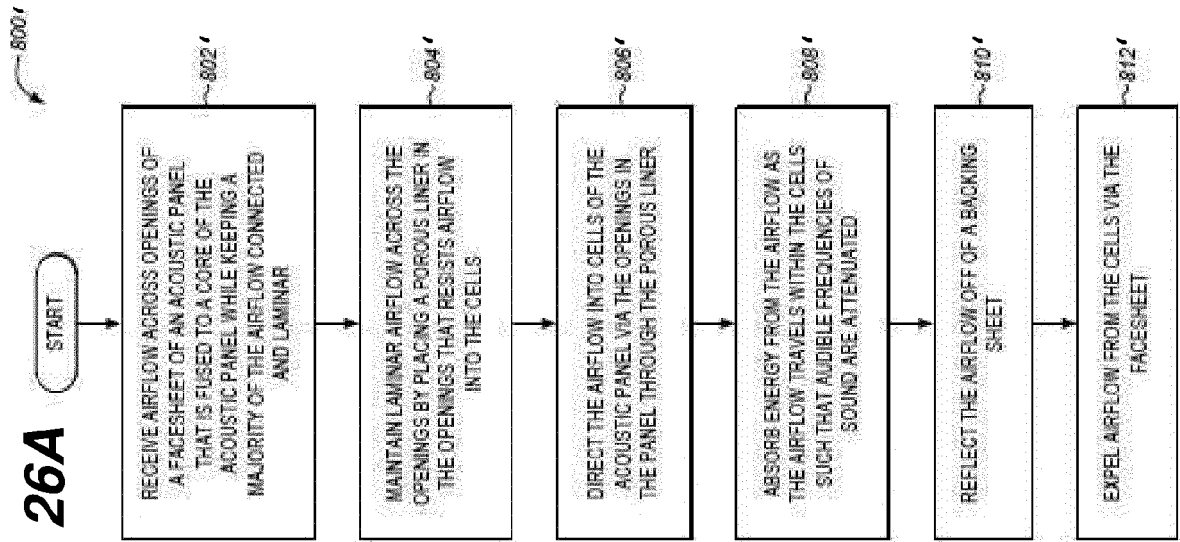 26A
800'
START
RECEIVE AIRFLOW ACROSS OPENINGS OF
A FACESHEET OF AN ACOUSTIC PANEL
THAT IS FUSED TO A CORE OF THE
ACOUSTIC PANEL WHILE KEEPING A
MAJORITY OF THE AIRFLOW CONNECTED
AND LAMINAR
802'
MAINTAIN LAMINAR AIRFLOW ACROSS THE
OPENINGS BY PLACING A POROUS LINER IN
THE OPENINGS THAT RESISTS AIRFLOW
INTO THE CELLS
804'
DIRECT THE AIRFLOW INTO CELLS OF THE
ACOUSTIC PANEL VIA THE OPENINGS IN
THE PANEL THROUGH THE POROUS LINER
806'
ABSORB ENERGY FROM THE AIRFLOW AS
THE AIRFLOW TRAVELS WITHIN THE CELLS
SUCH THAT AUDIBLE FREQUENCIES OF
SOUND ARE ATTENUATED
808'
REFLECT THE AIRFLOW OFF OF A BACKING
SHEET
810'
EXPEL AIRFLOW FROM THE CELLS VIA THE
FACESHEET
812'